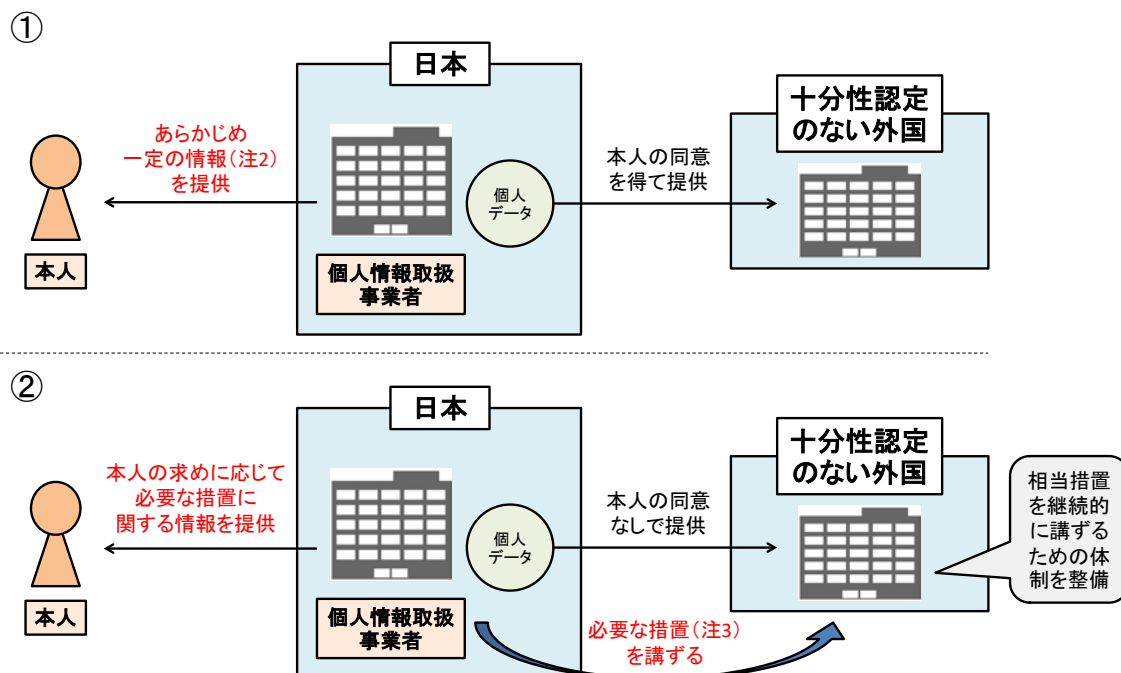 ①
日本
十分性認定
のない外国
あらかじめ
一定の情報(注2)
を提供
本人の同意
を得て提供
個人
データ
本人
個人情報取扱
事業者
②
日本
十分性認定
のない外国
本人の求めに応じて
必要な措置に
関する情報を提供
本人の同意
なしで提供
相当措置
を継続的
に講ずる
ための体
制を整備
個人
データ
本人
個人情報取扱
事業者
必要な措置(注3)
を講ずる